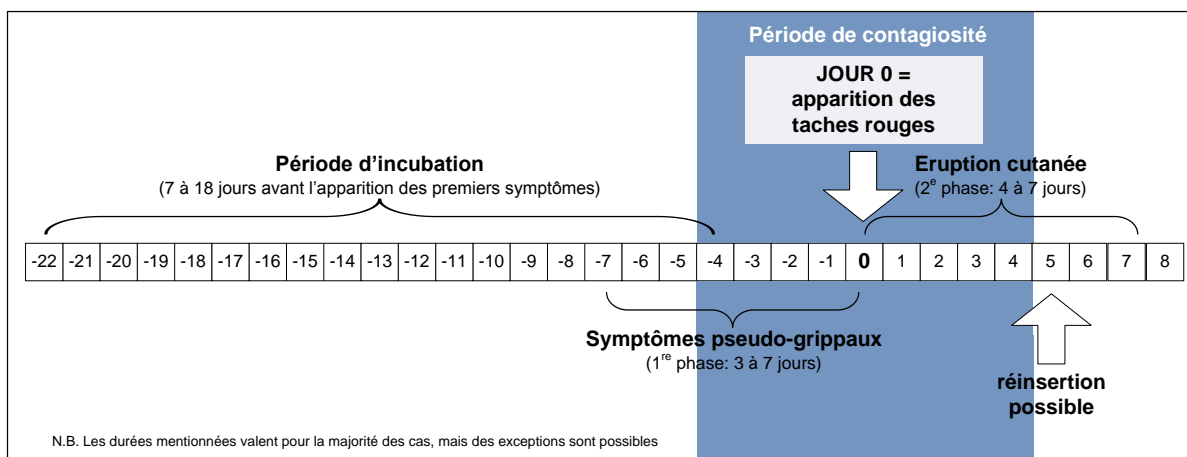 Période de contagiosité
JOUR 0 =
apparition des
taches rouges
Période d'incubation
(7 à 18 jours avant l'apparition des premiers symptômes)
Eruption cutanée
(2e phase: 4 à 7 jours)
-22 -21 -20 -19 -18 -17 -16 -15 -14 -13 -12 -11 -10 -9 -8 -7 -6 -5 -4 -3 -2 -1 0 1 2 3 4 5 6 7 8
Symptômes pseudo-grippaux
(1re phase: 3 à 7 jours)
réinsertion
possible
N.B. Les durées mentionnées valent pour la majorité des cas, mais des exceptions sont possibles